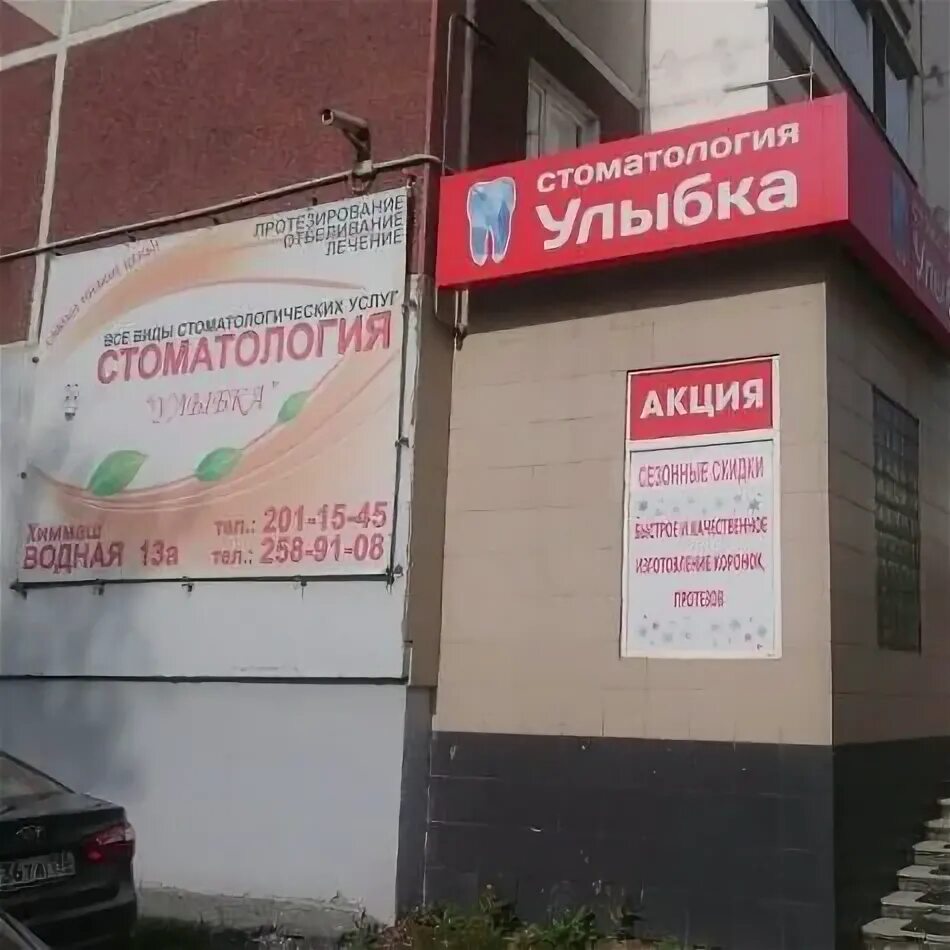 ПРОТЕЗИРОВАНИЕ
ОТБЕЛИВАНИЕ
ЛЕЧЕНИЕ
ВСЕ ВИДЫ СТОМАТОЛОГИЧЕСКИХ УСЛУГ
СТОМАТОЛОГИЯ
"УЛЫБКА"
Химмаш
ВОДНАЯ 13а
тел.: 201-15-45
тел.: 258-91-08
СТОМАТОЛОГИЯ
Улыбка
АКЦИЯ
СЕЗОННЫЕ СКИДКИ
БЫСТРОЕ И КАЧЕСТВЕННОЕ
ИЗГОТОВЛЕНИЕ КОРОНОК,
ПРОТЕЗОВ